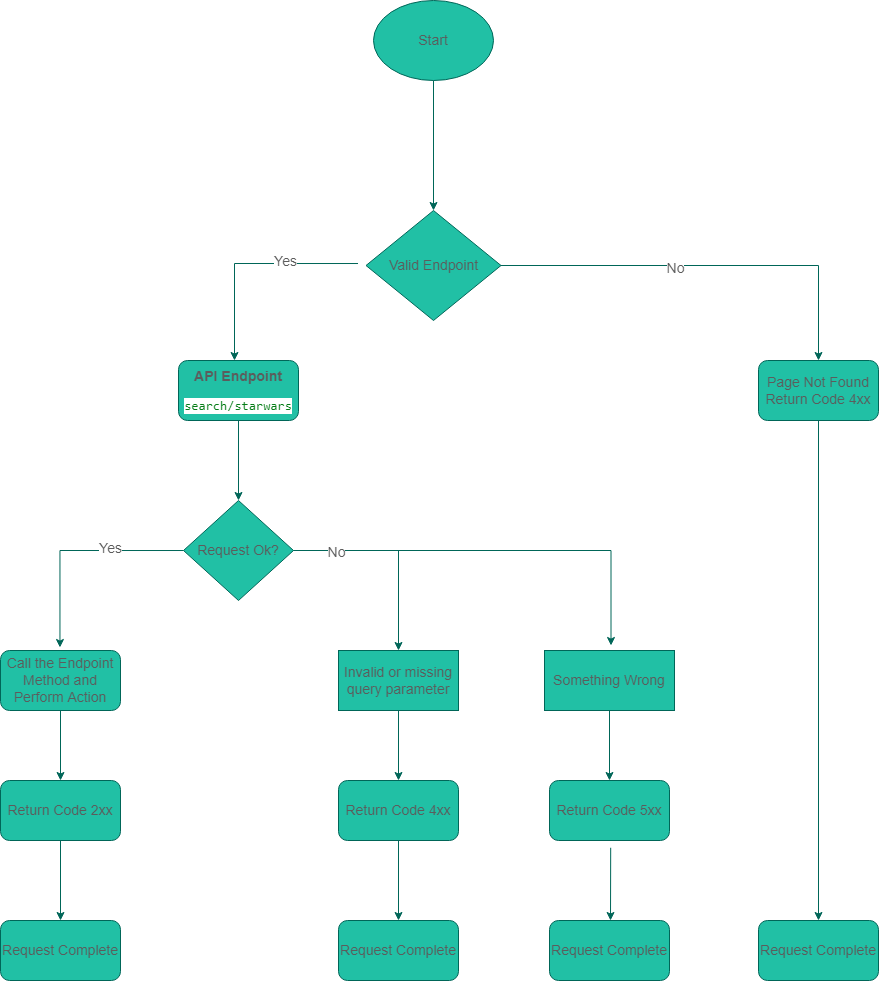 Start
Valid Endpoint
Yes
No
API Endpoint
search/starwars
Page Not Found
Return Code 4xx
Request Ok?
Yes
No
Call the Endpoint
Method and
Perform Action
Invalid or missing
query parameter
Something Wrong
Return Code 2xx
Return Code 4xx
Return Code 5xx
Request Complete
Request Complete
Request Complete
Request Complete